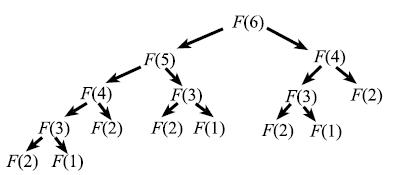 F(6)
F(5) F(4)
F(4) F(3) F(3) F(2)
F(3) F(2) F(2) F(1) F(2) F(1)
F(2) F(1)